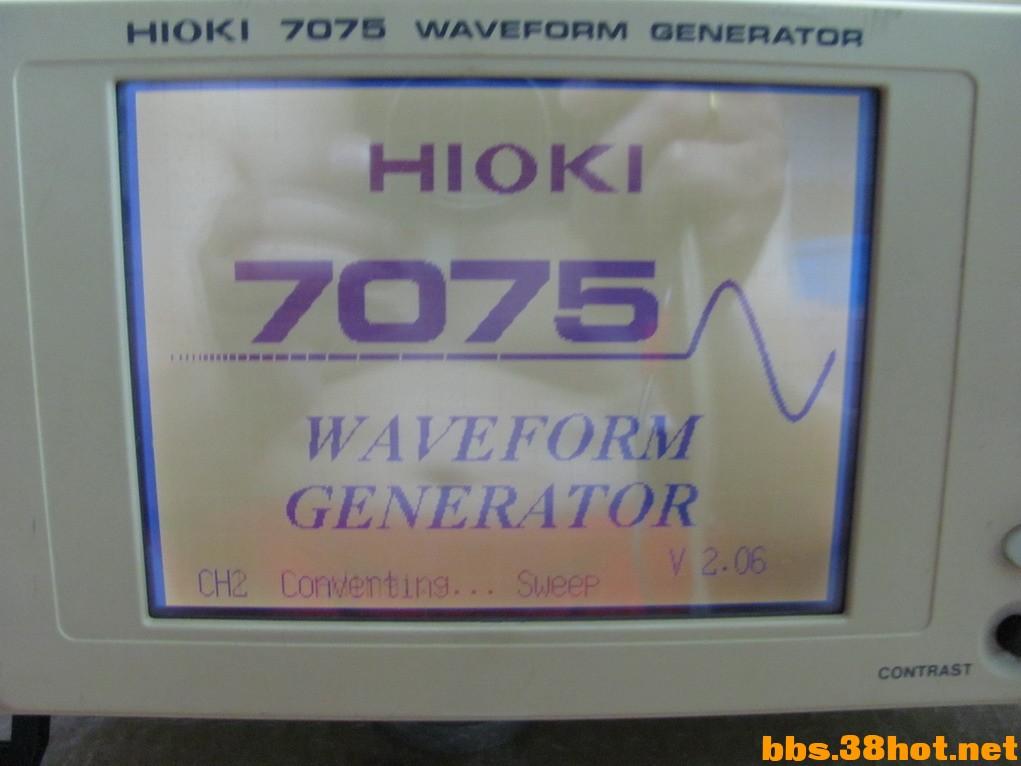 HIOKI 7075 WAVEFORM GENERATOR
HIOKI
7075
WAVEFORM
GENERATOR
V 2.06
CH2 Conventing... Sweep
CONTRAST
bbs.38hot.net